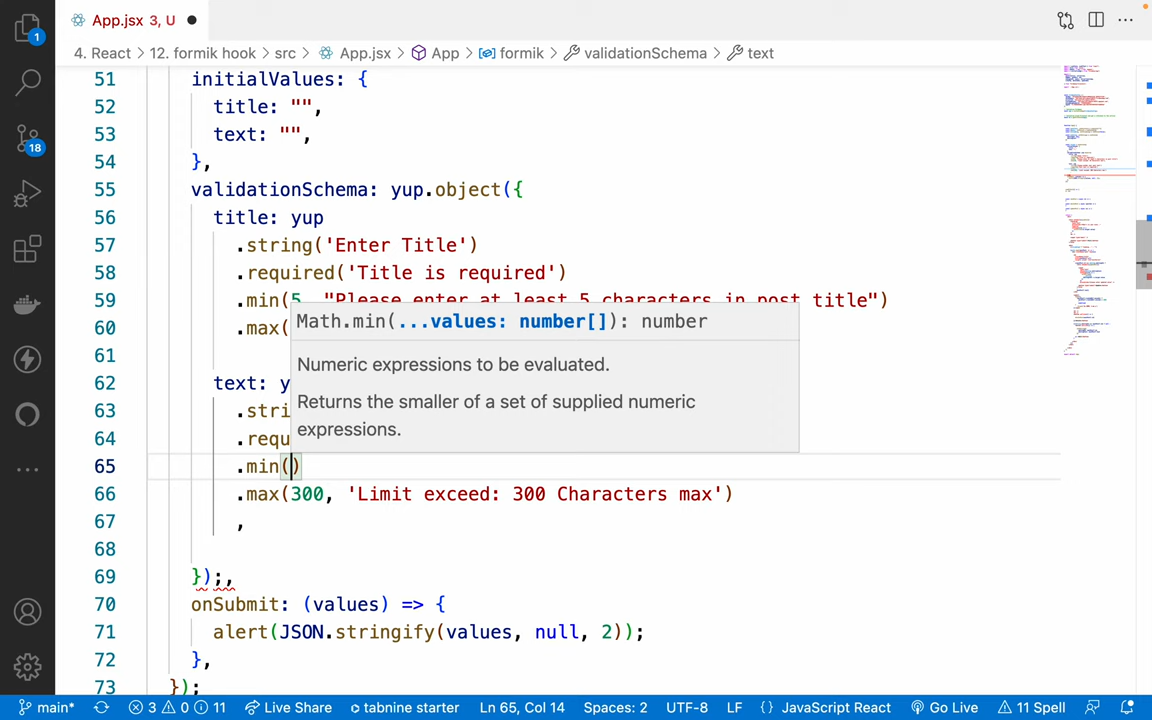 App.jsx 3, U
4. React > 12. formik hook > src > App.jsx > App > formik > validationSchema > text
51 initialValues: {
52 title: "",
53 text: "",
54 },
55 validationSchema: yup.object({
56 title: yup
57 .string('Enter Title')
58 .required('Title is required')
59 .min(5, "Please enter at least 5 characters in post title")
60 .max(
Math.min(...values: number[]): number
61
Numeric expressions to be evaluated.
62 text: y
Returns the smaller of a set of supplied numeric
63 .stri
expressions.
64 .requ
65 .min()
66 .max(300, 'Limit exceed: 300 Characters max')
67 ,
68
69 });,
70 onSubmit: (values) => {
71 alert(JSON.stringify(values, null, 2));
72 },
73 });
1
18
main* 3 0 11 Live Share tabnine starter Ln 65, Col 14 Spaces: 2 UTF-8 LF {} JavaScript React Go Live 11 Spell